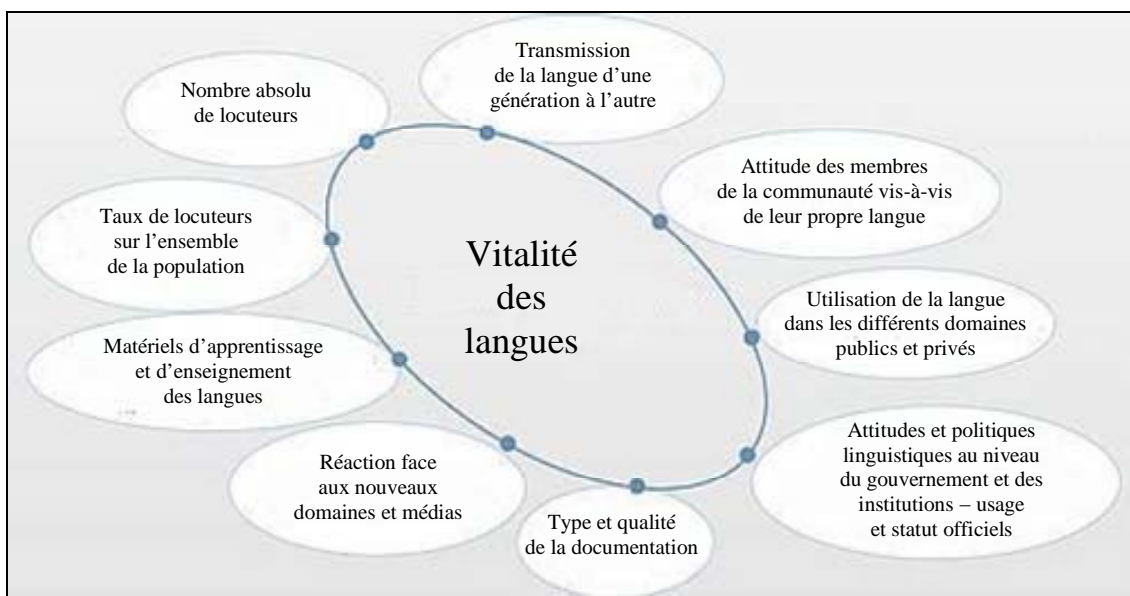 Transmission
de la langue d’une
génération à l’autre
Nombre absolu
de locuteurs
Attitude des membres
de la communauté vis-à-vis
de leur propre langue
Taux de locuteurs
sur l’ensemble
de la population
Vitalité
des
langues
Utilisation de la langue
dans les différents domaines
publics et privés
Matériels d’apprentissage
et d’enseignement
des langues
Attitudes et politiques
linguistiques au niveau
du gouvernement et des
institutions – usage
et statut officiels
Réaction face
aux nouveaux
domaines et médias
Type et qualité
de la documentation